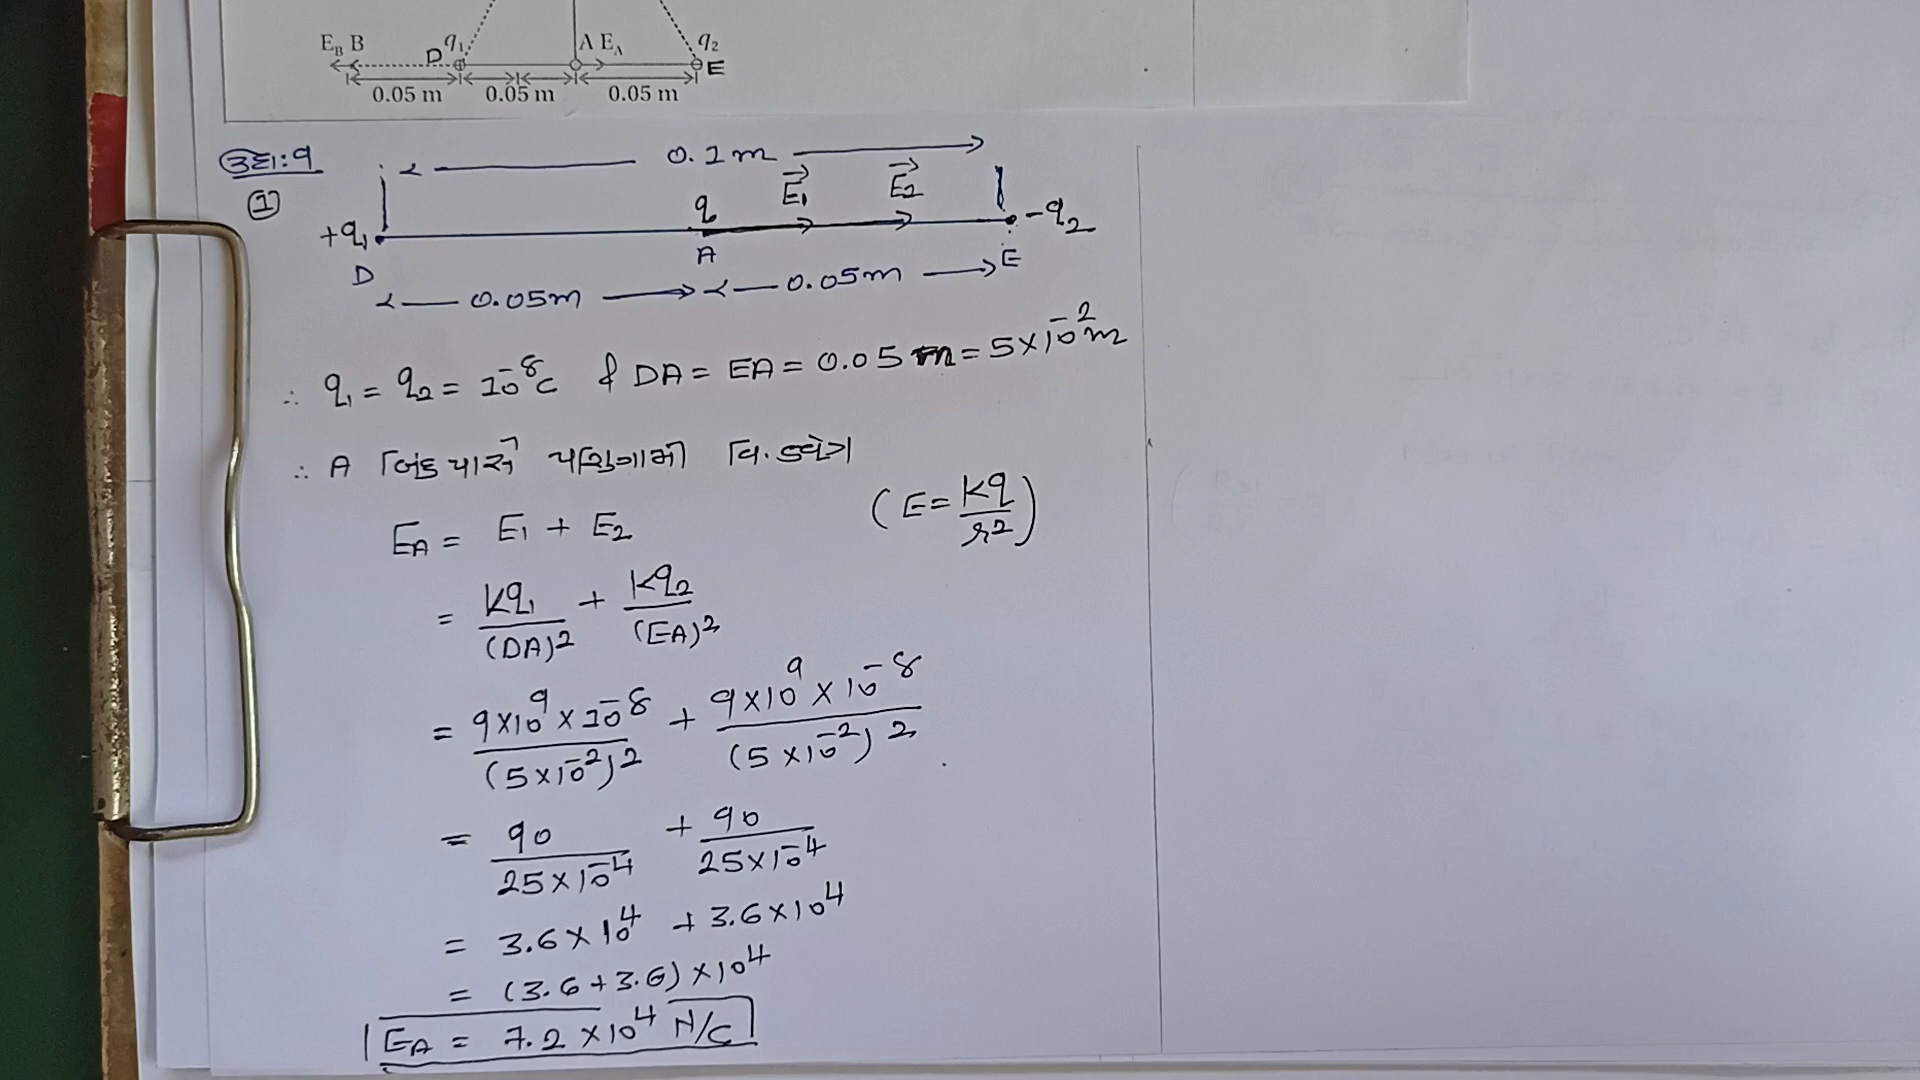 E_B B D q₁ A E_A q₂ E
0.05 m 0.05 m 0.05 m
ઉદા:૧
① 0.1 m
+q₁ q E⃗₁ E⃗₂ -q₂
D A E
0.05m 0.05m
∴ q₁ = q₂ = 10⁻⁸C & DA = EA = 0.05 m = 5×10⁻² m
∴ A બિંદુ પાસે પરિણામી વિ.ક્ષેત્ર
E_A = E₁ + E₂ (E = kq/r²)
= kq₁/(DA)² + kq₂/(EA)²
= 9×10⁹ × 10⁻⁸/(5×10⁻²)² + 9×10⁹ × 10⁻⁸/(5×10⁻²)²
= 90/25×10⁻⁴ + 90/25×10⁻⁴
= 3.6×10⁴ + 3.6×10⁴
= (3.6+3.6)×10⁴
E_A = 7.2×10⁴ N/C